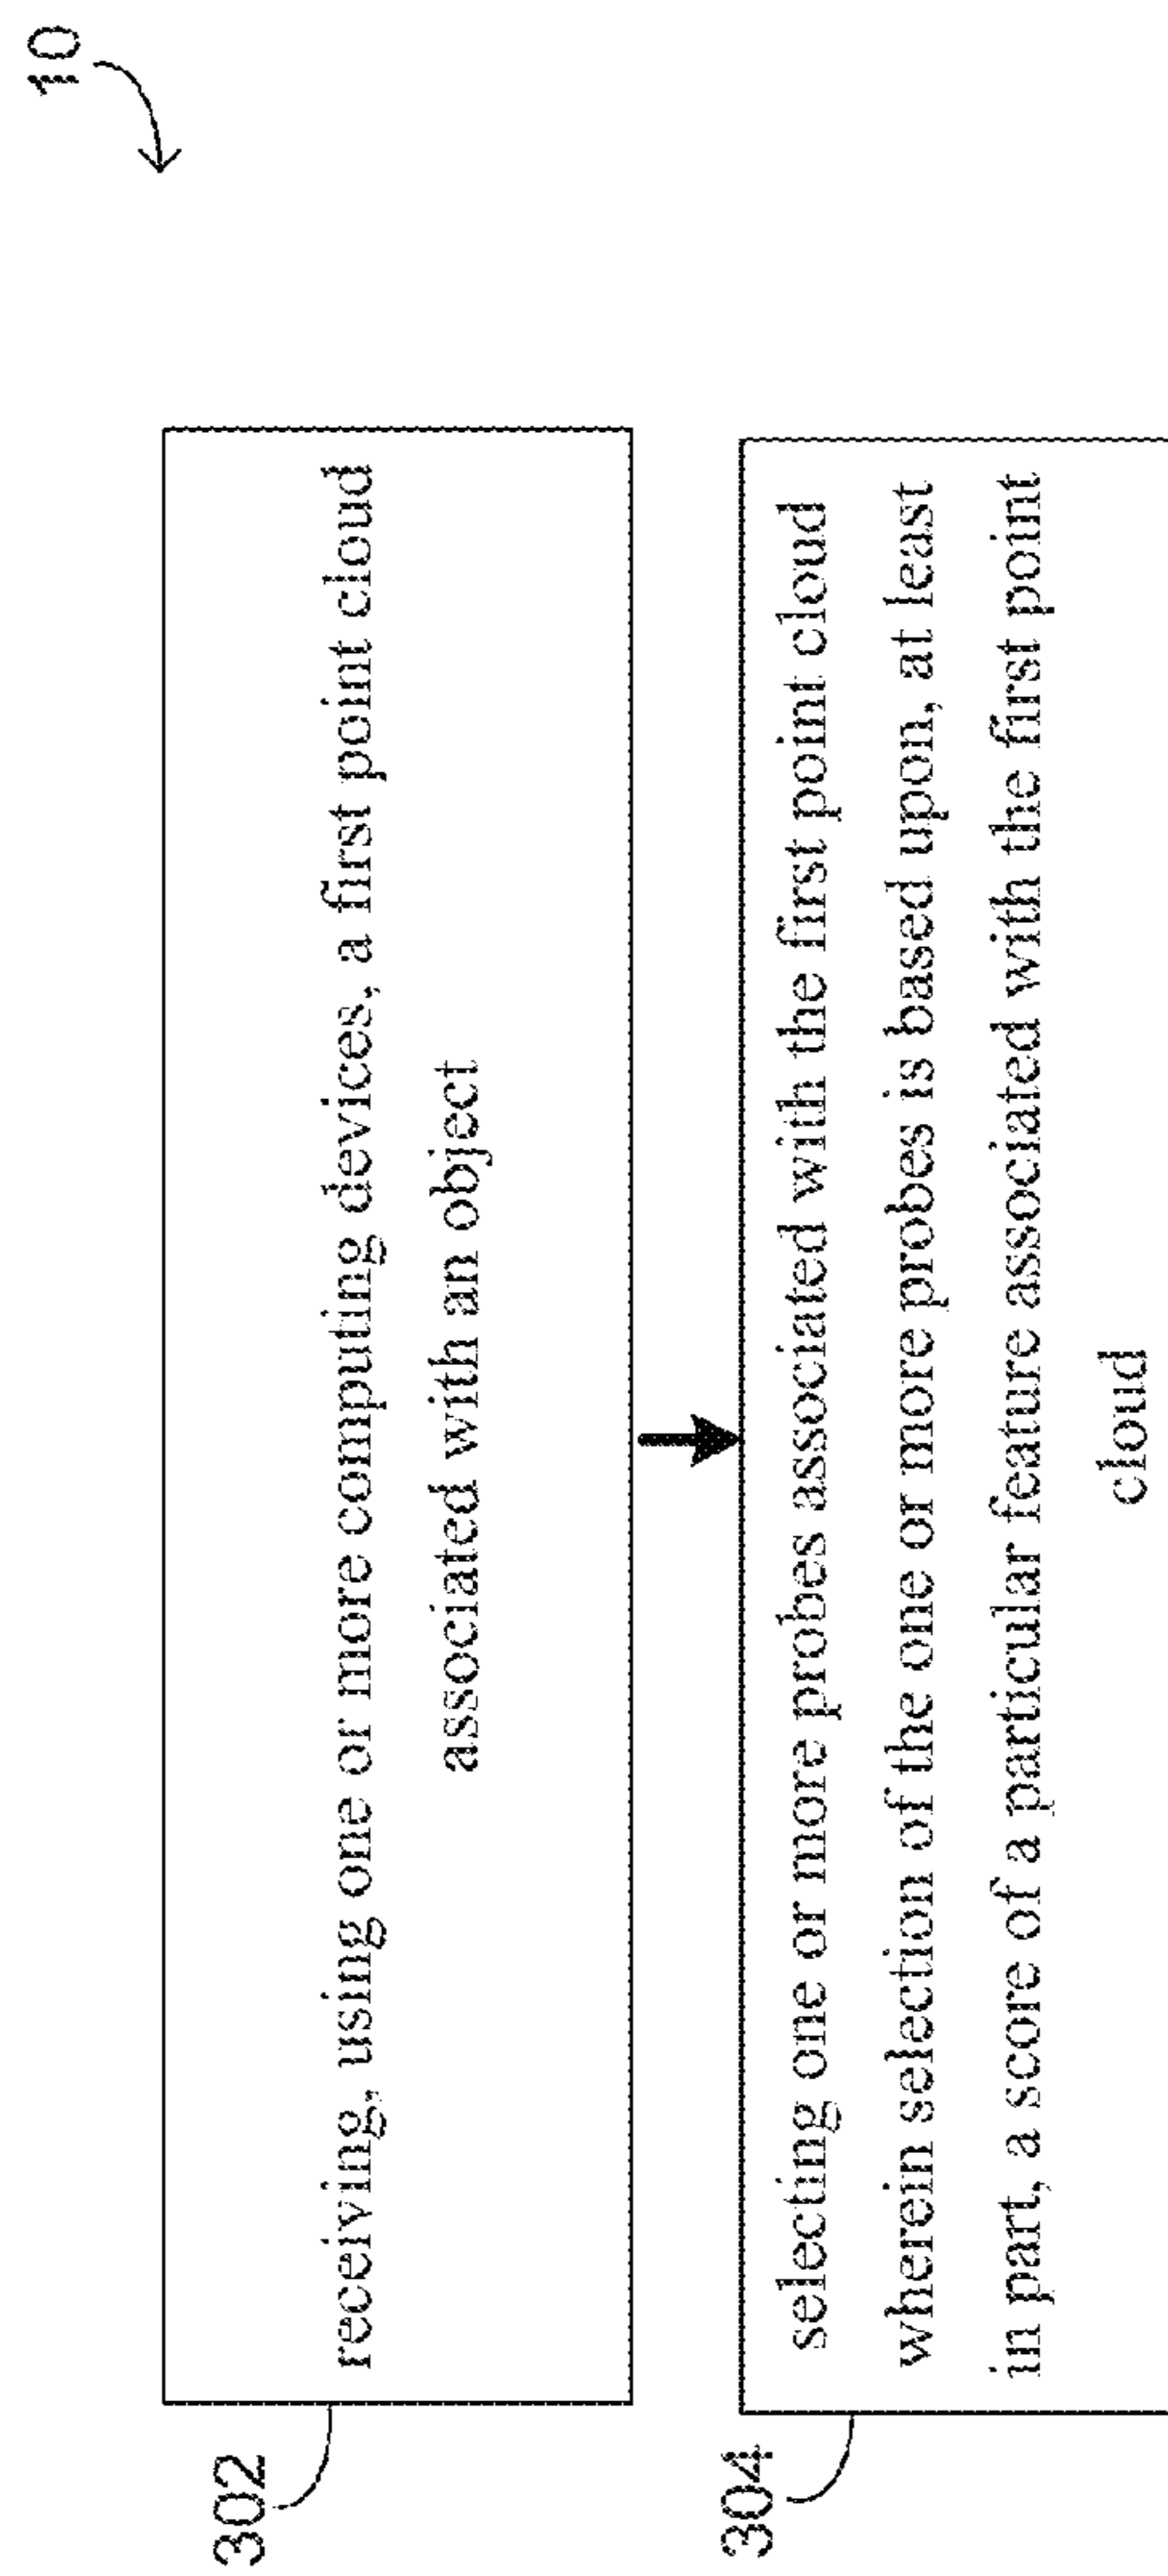 10
302
receiving, using one or more computing devices, a first point cloud
associated with an object
304
selecting one or more probes associated with the first point cloud
wherein selection of the one or more probes is based upon, at least
in part, a score of a particular feature associated with the first point
cloud